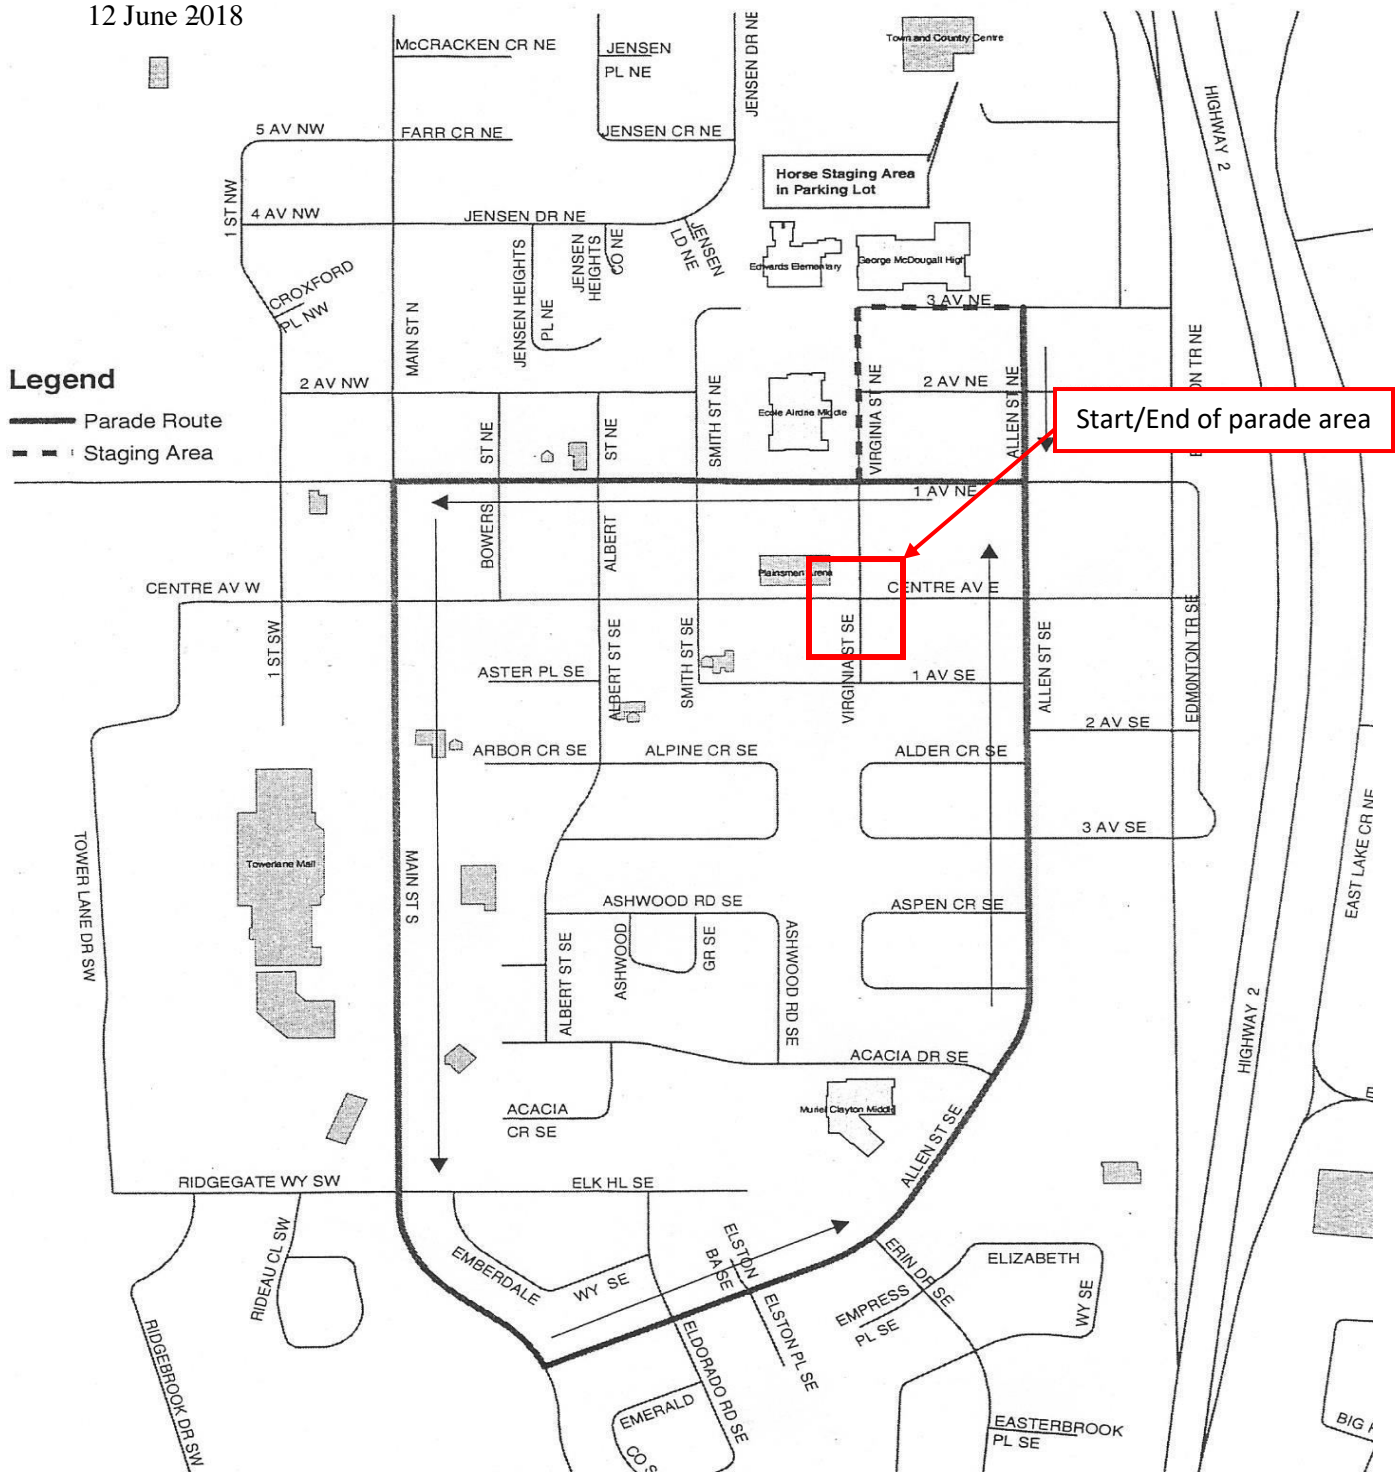 12 June 2018
McCRACKEN CR NE
JENSEN
PL NE
JENSEN DR NE
Town and Country Centre
HIGHWAY 2
5 AV NW
FARR CR NE
JENSEN CR NE
Horse Staging Area
in Parking Lot
1 ST NW
4 AV NW
JENSEN DR NE
JENSEN
LD NE
JENSEN HEIGHTS
PL NE
JENSEN
HEIGHTS
CO NE
Edwards Elementary
George McDougall High
CROXFORD
PL NW
MAIN ST N
3 AV NE
Legend
Parade Route
Staging Area
2 AV NW
SMITH ST NE
Ecole Airdrie Middle
VIRGINIA ST NE
2 AV NE
ALLEN ST NE
ON TR NE
Start/End of parade area
ST NE
ST NE
1 AV NE
BOWERS
ALBERT
Plainsmen Arena
CENTRE AV W
CENTRE AV E
1 ST SW
ASTER PL SE
ALBERT ST SE
SMITH ST SE
VIRGINIA ST SE
1 AV SE
ALLEN ST SE
EDMONTON TR SE
2 AV SE
ARBOR CR SE
ALPINE CR SE
ALDER CR SE
3 AV SE
TOWER LANE DR SW
Towerlane Mall
MAIN ST S
EAST LAKE CR NE
ASHWOOD RD SE
ASPEN CR SE
ALBERT ST SE
ASHWOOD
GR SE
ASHWOOD RD SE
HIGHWAY 2
ACACIA DR SE
ACACIA
CR SE
Muriel Clayton Middle
ALLEN ST SE
RIDGEGATE WY SW
ELK HL SE
RIDEAU CL SW
EMBERDALE
WY SE
ELSTON
BA SE
ELSTON PL SE
ERIN DR SE
ELIZABETH
WY SE
EMPRESS
PL SE
RIDGEBROOK DR SW
ELDORADO RD SE
EMERALD
CO S
EASTERBROOK
PL SE
BIG